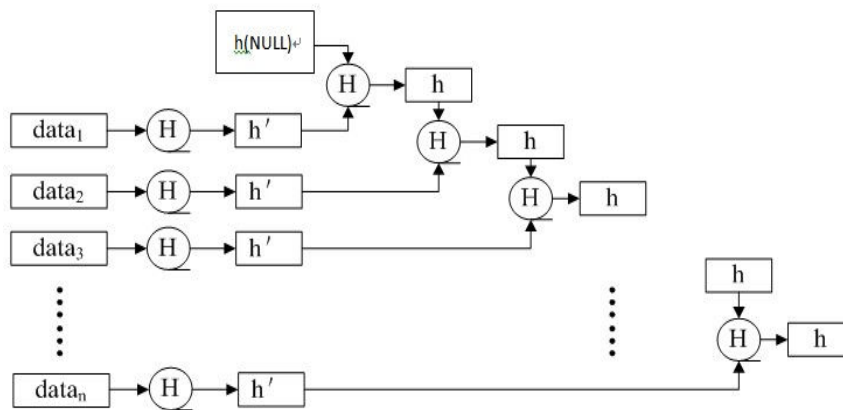 h(NULL)↵
H h
data₁ H h′ H h
data₂ H h′ H h
data₃ H h′
h
H h
dataₙ H h′